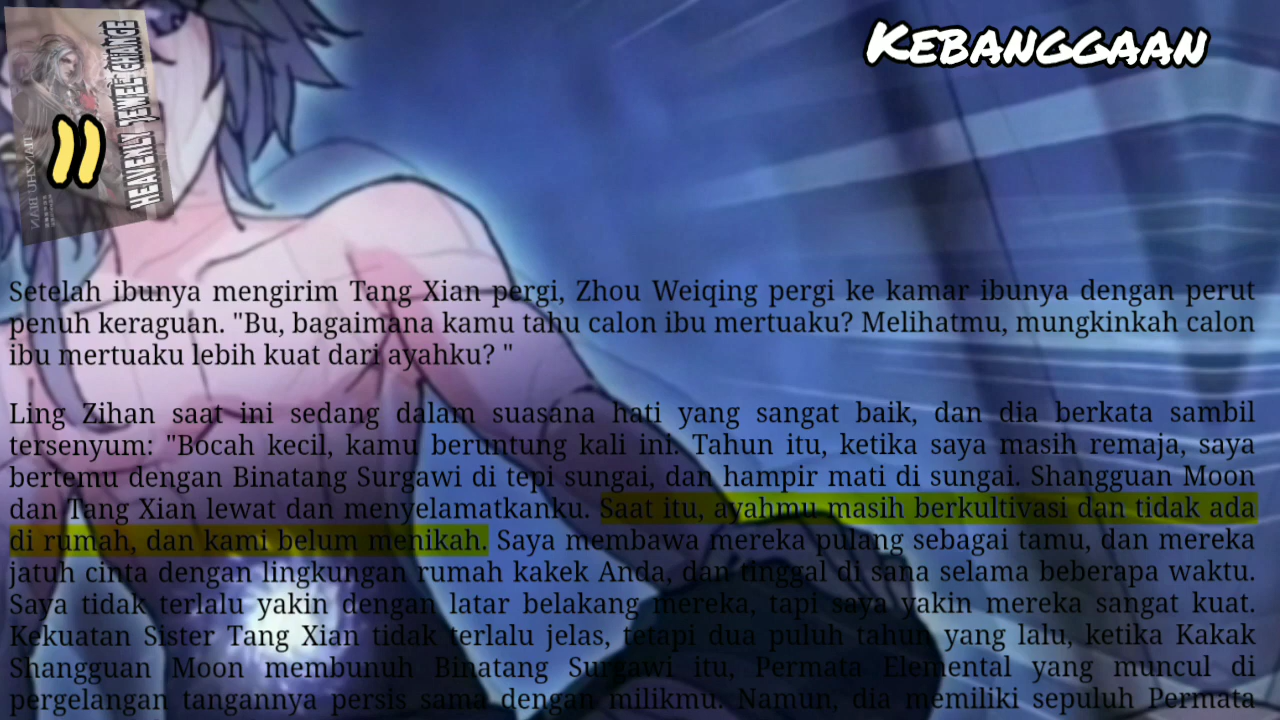 Kebanggaan
HEAVENLY JEWEL CHANGE
11
Setelah ibunya mengirim Tang Xian pergi, Zhou Weiqing pergi ke kamar ibunya dengan perut
penuh keraguan. "Bu, bagaimana kamu tahu calon ibu mertuaku? Melihatmu, mungkinkah calon
ibu mertuaku lebih kuat dari ayahku? "
Ling Zihan saat ini sedang dalam suasana hati yang sangat baik, dan dia berkata sambil
tersenyum: "Bocah kecil, kamu beruntung kali ini. Tahun itu, ketika saya masih remaja, saya
bertemu dengan Binatang Surgawi di tepi sungai, dan hampir mati di sungai. Shangguan Moon
dan Tang Xian lewat dan menyelamatkanku. Saat itu, ayahmu masih berkultivasi dan tidak ada
di rumah, dan kami belum menikah. Saya membawa mereka pulang sebagai tamu, dan mereka
jatuh cinta dengan lingkungan rumah kakek Anda, dan tinggal di sana selama beberapa waktu.
Saya tidak terlalu yakin dengan latar belakang mereka, tapi saya yakin mereka sangat kuat.
Kekuatan Sister Tang Xian tidak terlalu jelas, tetapi dua puluh tahun yang lalu, ketika Kakak
Shangguan Moon membunuh Binatang Surgawi itu, Permata Elemental yang muncul di
pergelangan tangannya persis sama dengan milikmu. Namun, dia memiliki sepuluh Permata